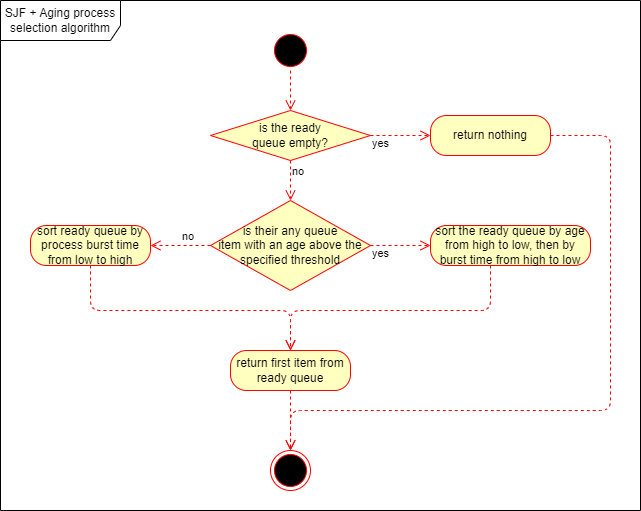 SJF + Aging process
selection algorithm
is the ready
queue empty?
yes
return nothing
no
is their any queue
item with an age above the
specified threshold
no
yes
sort ready queue by
process burst time
from low to high
sort the ready queue by age
from high to low, then by
burst time from high to low
return first item from
ready queue